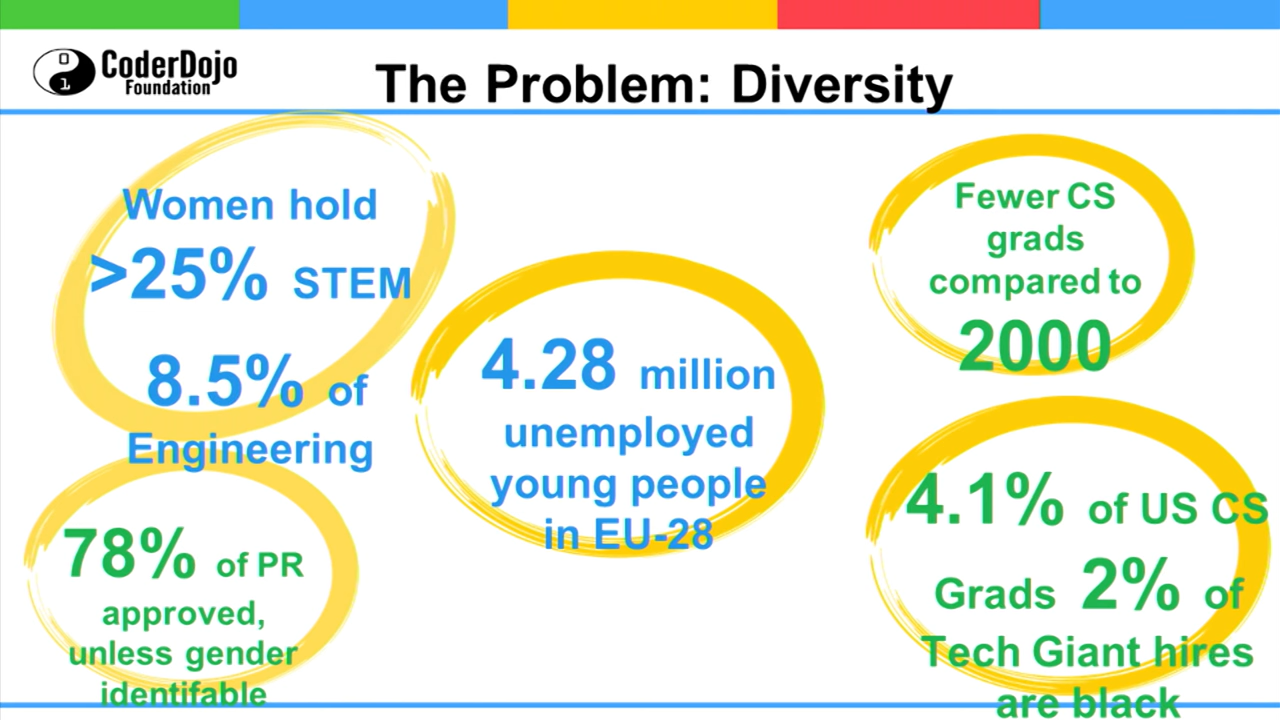 CoderDojo
Foundation
The Problem: Diversity
Women hold
>25% STEM
8.5% of
Engineering
78% of PR
approved,
unless gender
identifable
4.28 million
unemployed
young people
in EU-28
Fewer CS
grads
compared to
2000
4.1% of US CS
Grads 2% of
Tech Giant hires
are black